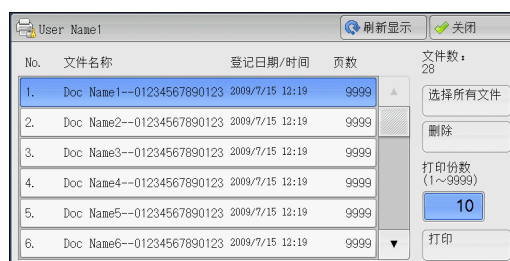 User Name1
刷新显示
关闭
No. 文件名称 登记日期/时间 页数
文件数：
28
1. Doc Name1--01234567890123 2009/7/15 12:19 9999
选择所有文件
2. Doc Name2--01234567890123 2009/7/15 12:19 9999
删除
3. Doc Name3--01234567890123 2009/7/15 12:19 9999
4. Doc Name4--01234567890123 2009/7/15 12:19 9999
打印份数
(1～9999)
5. Doc Name5--01234567890123 2009/7/15 12:19 9999
10
6. Doc Name6--01234567890123 2009/7/15 12:19 9999
打印